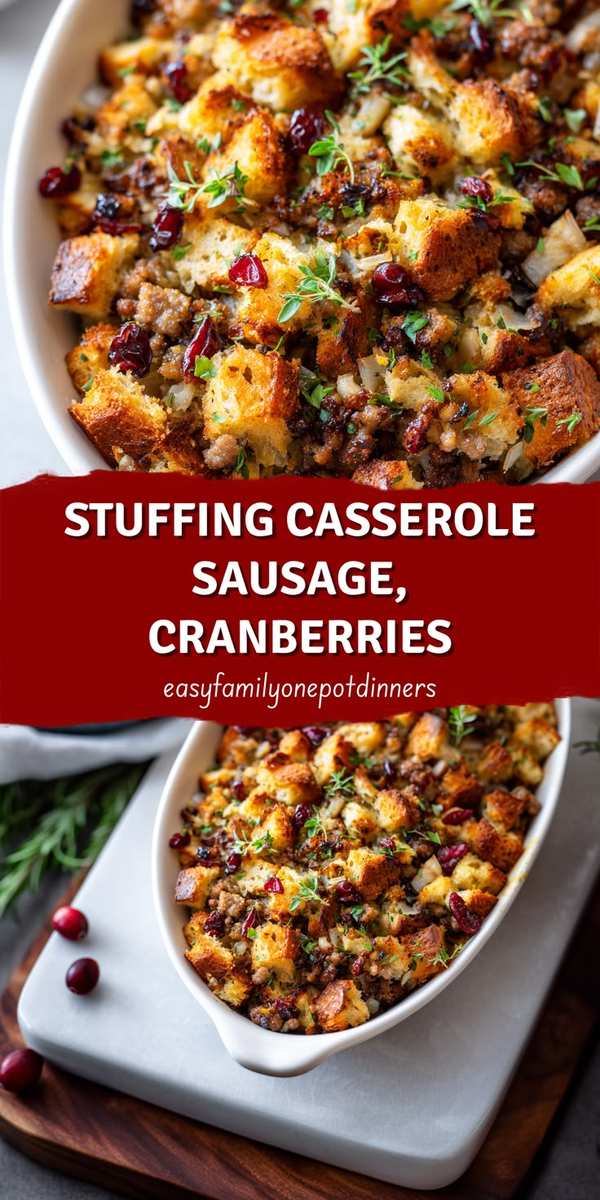 STUFFING CASSEROLE
SAUSAGE,
CRANBERRIES
easyfamilyonepotdinners